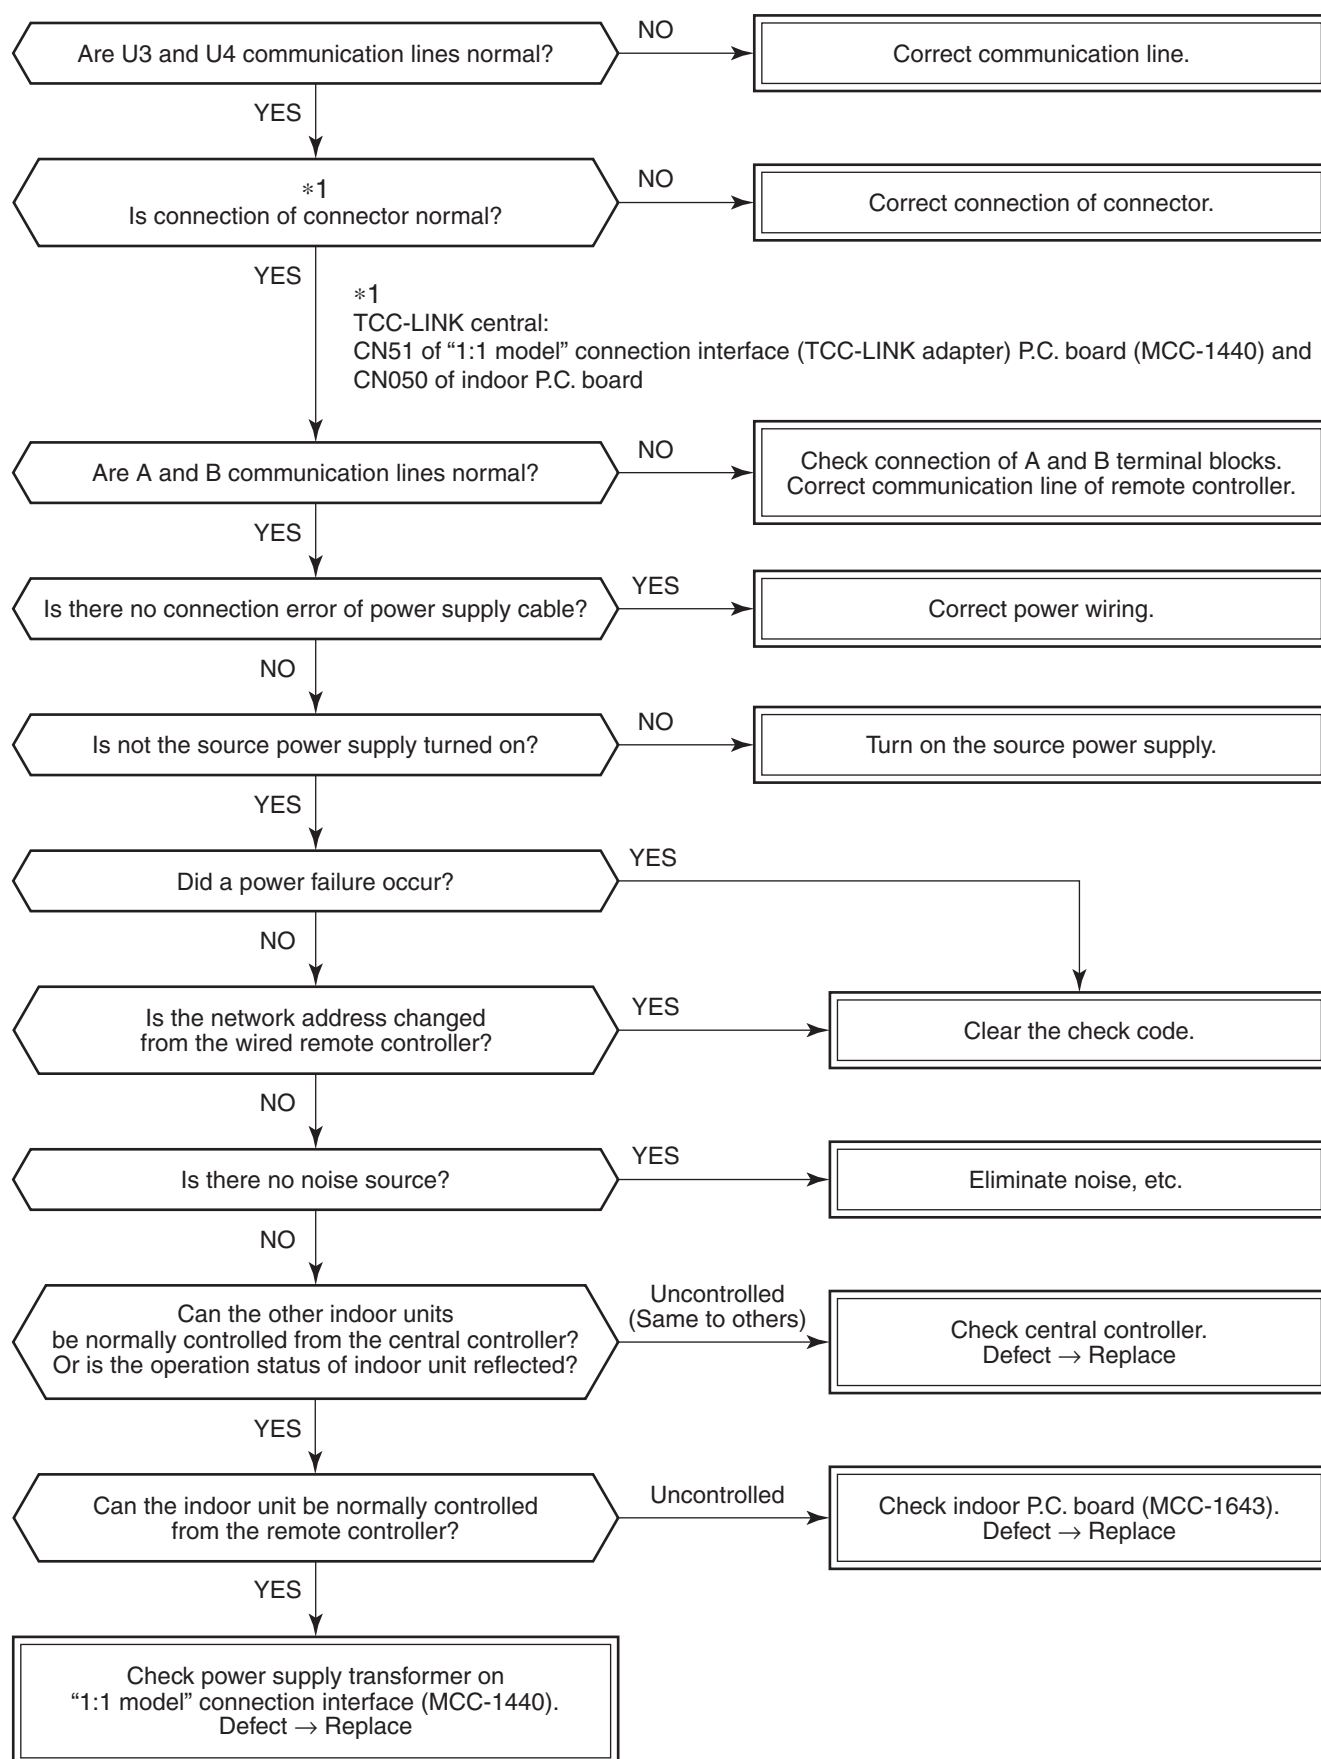 Are U3 and U4 communication lines normal?
NO
Correct communication line.
YES
*1
Is connection of connector normal?
NO
Correct connection of connector.
YES
*1
TCC-LINK central:
CN51 of “1:1 model” connection interface (TCC-LINK adapter) P.C. board (MCC-1440) and
CN050 of indoor P.C. board
Are A and B communication lines normal?
NO
Check connection of A and B terminal blocks.
Correct communication line of remote controller.
YES
Is there no connection error of power supply cable?
YES
Correct power wiring.
NO
Is not the source power supply turned on?
NO
Turn on the source power supply.
YES
Did a power failure occur?
YES
NO
Is the network address changed
from the wired remote controller?
YES
Clear the check code.
NO
Is there no noise source?
YES
Eliminate noise, etc.
NO
Can the other indoor units
be normally controlled from the central controller?
Or is the operation status of indoor unit reflected?
Uncontrolled
(Same to others)
Check central controller.
Defect → Replace
YES
Can the indoor unit be normally controlled
from the remote controller?
Uncontrolled
Check indoor P.C. board (MCC-1643).
Defect → Replace
YES
Check power supply transformer on
“1:1 model” connection interface (MCC-1440).
Defect → Replace